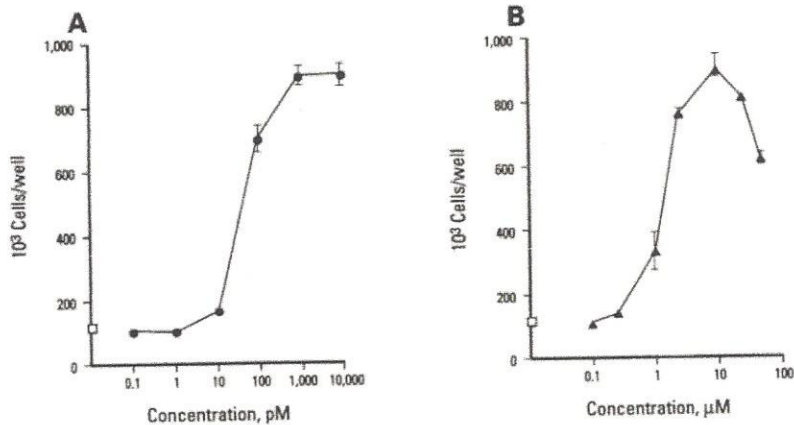 A
1,000
800
600
400
200
0
10³ Cells/well
0.1 1 10 100 1,000 10,000
Concentration, pM
B
1,000
800
600
400
200
0
10³ Cells/well
0.1 1 10 100
Concentration, μM